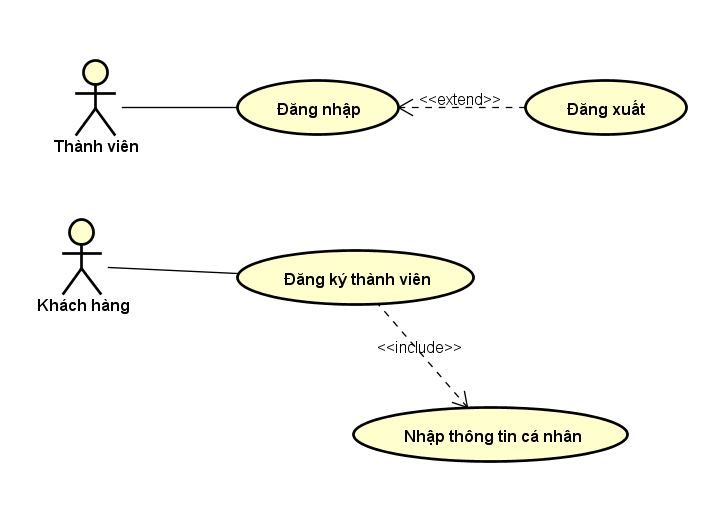 <<extend>>
Đăng nhập
Đăng xuất
Thành viên
Đăng ký thành viên
Khách hàng
<<include>>
Nhập thông tin cá nhân